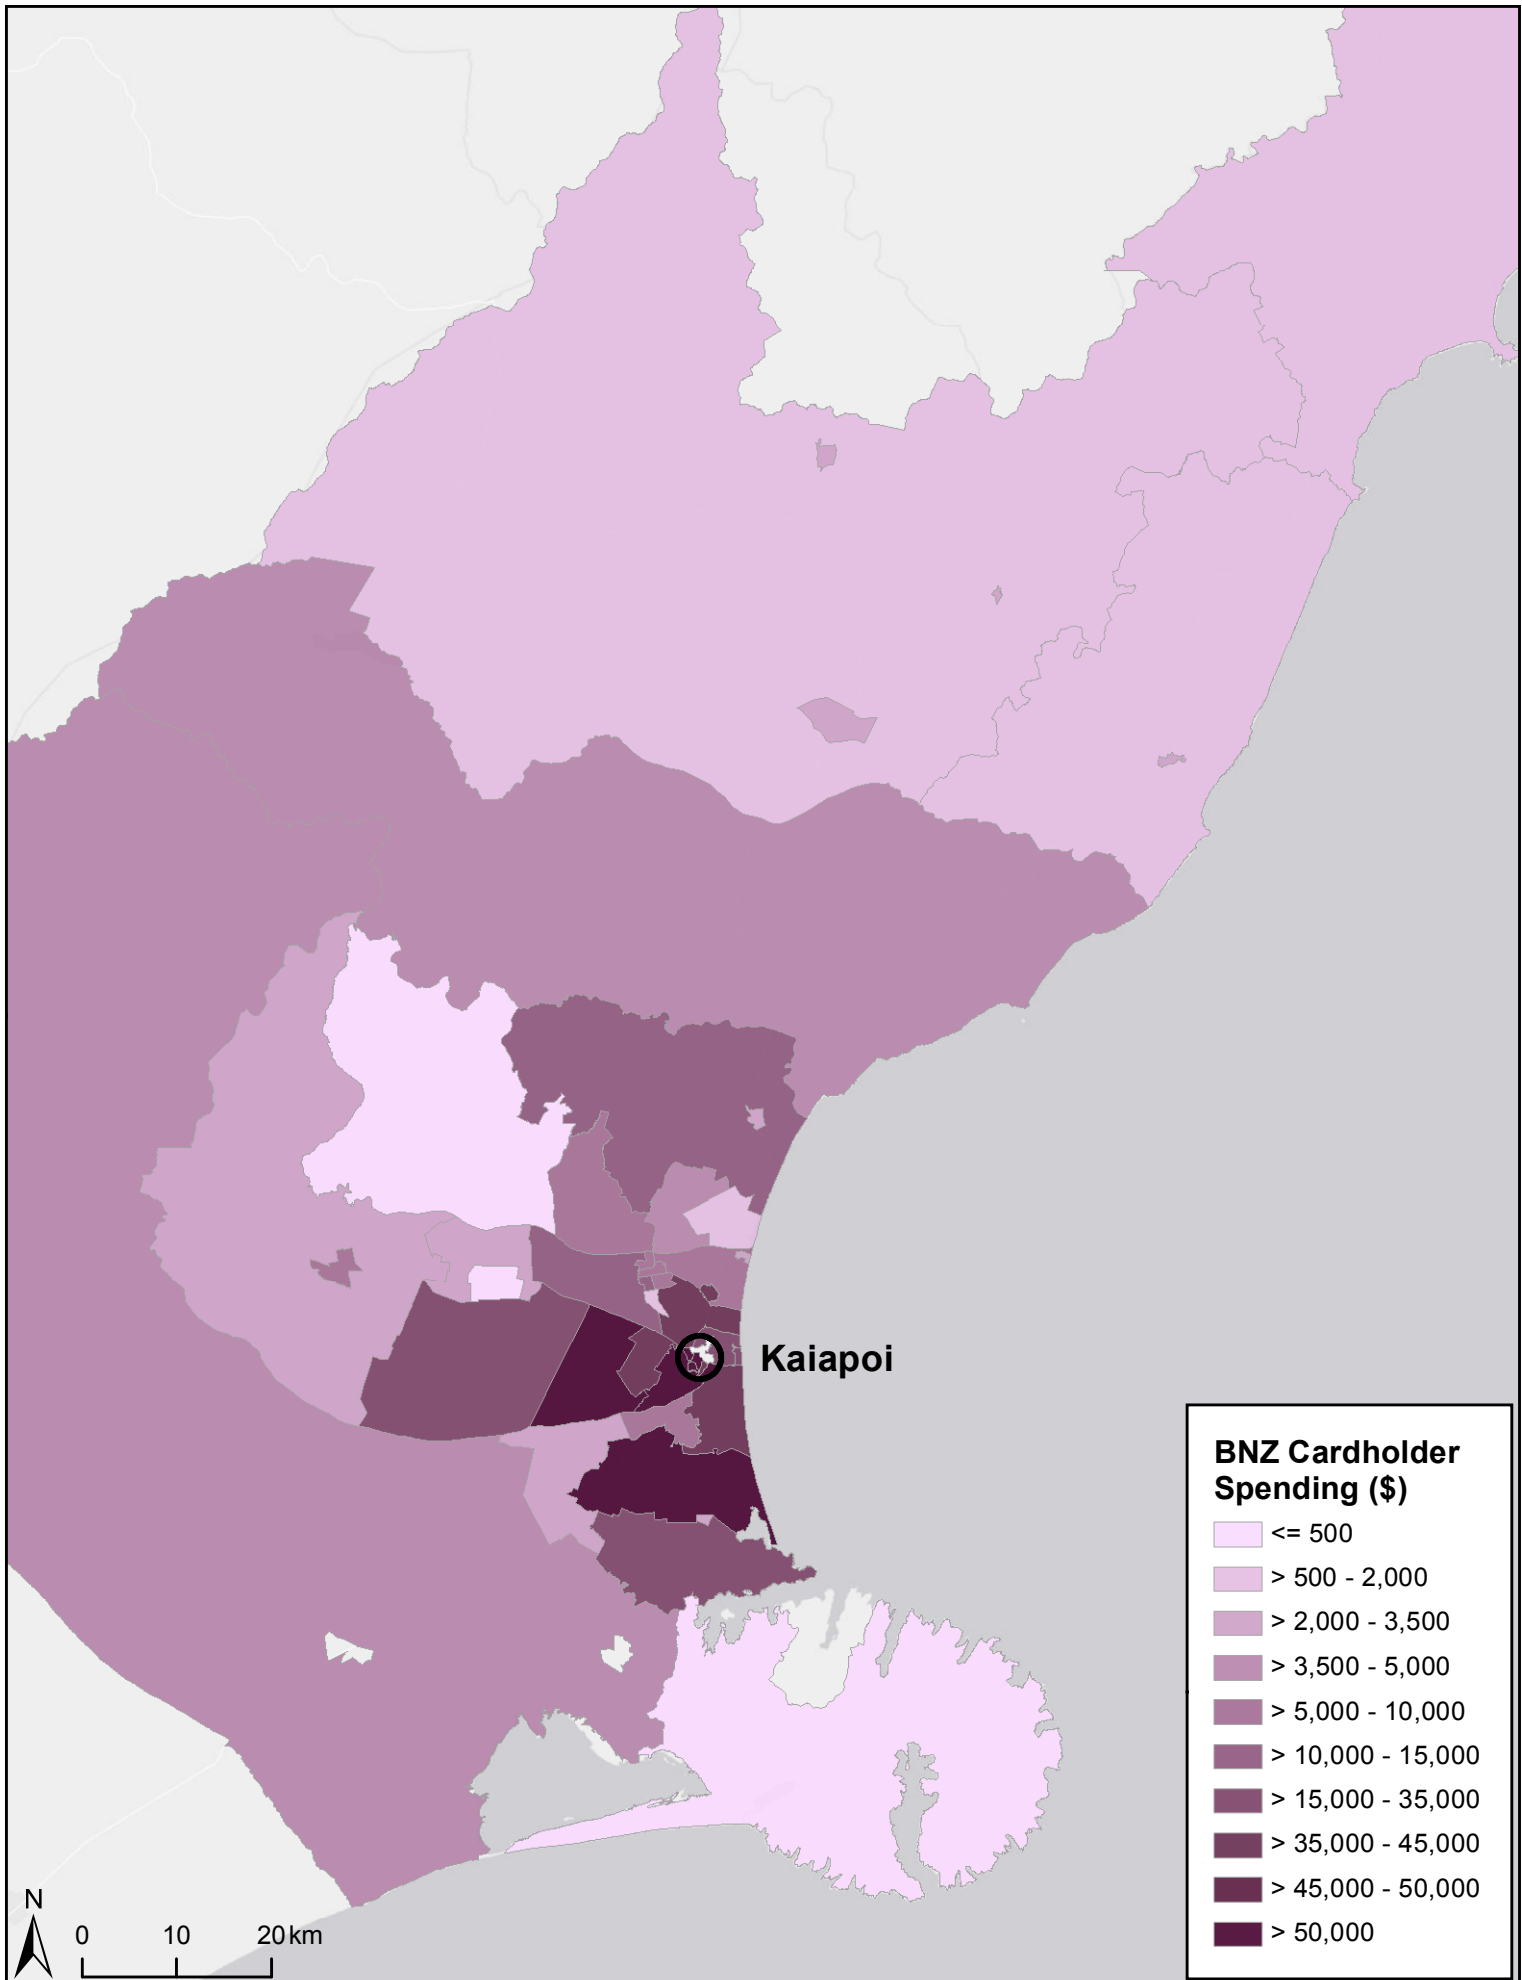 Kaiapoi
BNZ Cardholder
Spending ($)
<= 500
> 500 - 2,000
> 2,000 - 3,500
> 3,500 - 5,000
> 5,000 - 10,000
> 10,000 - 15,000
> 15,000 - 35,000
> 35,000 - 45,000
> 45,000 - 50,000
> 50,000
N
0 10 20 km